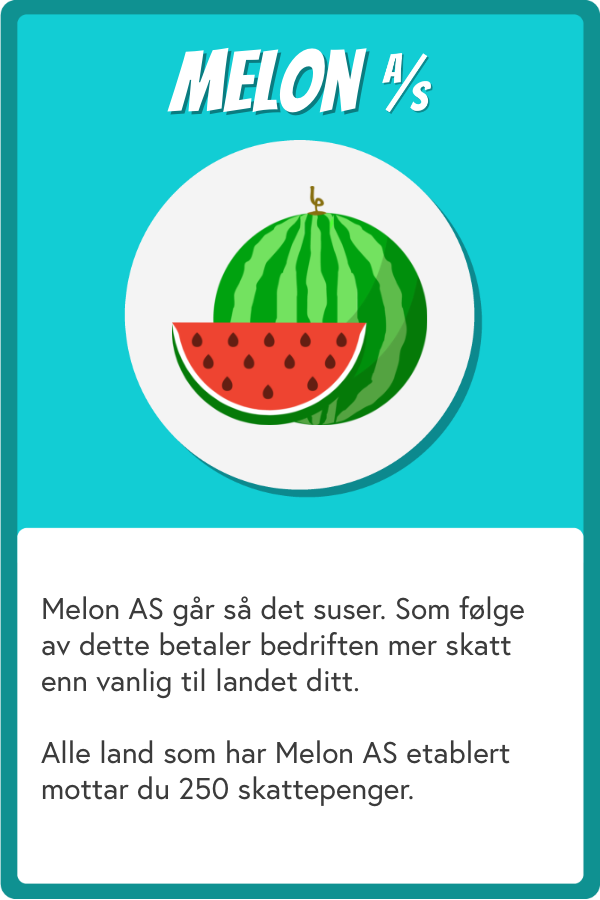 MELON A/S
Melon AS går så det suser. Som følge
av dette betaler bedriften mer skatt
enn vanlig til landet ditt.
Alle land som har Melon AS etablert
mottar du 250 skattepenger.